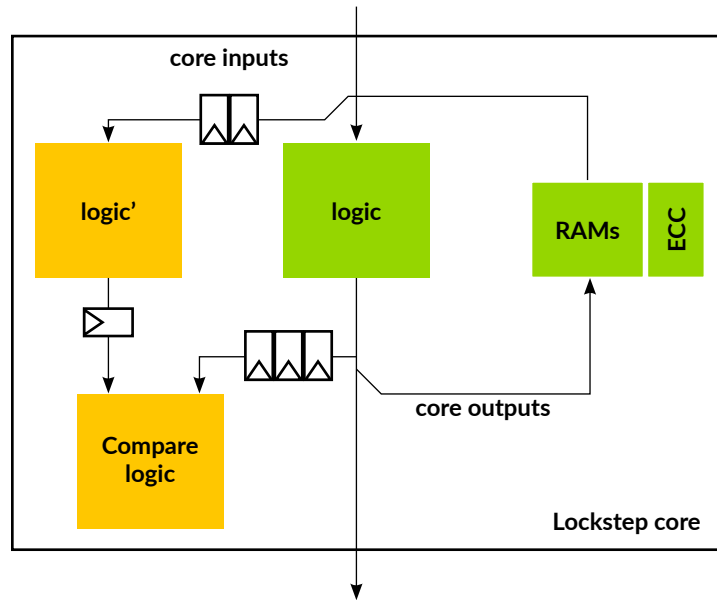 core inputs
logic’
logic
RAMs
ECC
core outputs
Compare
logic
Lockstep core